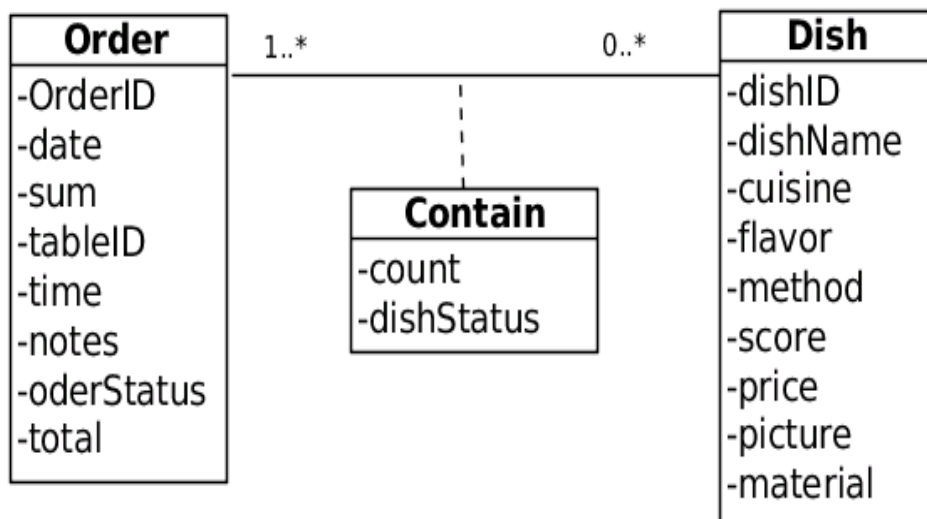 Order
-OrderID
-date
-sum
-tableID
-time
-notes
-oderStatus
-total
1..*
0..*
Contain
-count
-dishStatus
Dish
-dishID
-dishName
-cuisine
-flavor
-method
-score
-price
-picture
-material